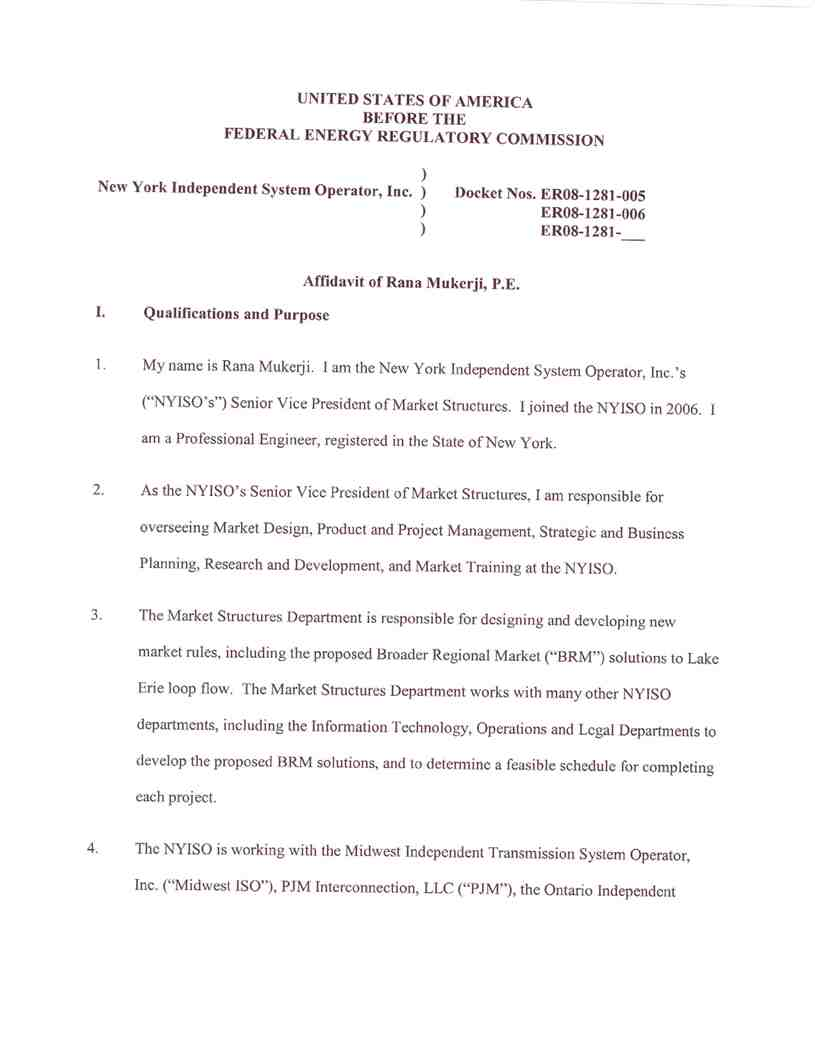 UNITED STATES OF AMERICA
BEFORE THE
FEDERAL ENERGY REGULATORY COMMISSION
)
New York Independent System Operator, Inc. ) Docket Nos. ER08-1281-005
) ER08-1281-006
) ER08-1281-___
Affidavit of Rana Mukerji, P.E.
I. Qualifications and Purpose
1. My name is Rana Mukerji. I am the New York Independent System Operator, Inc.'s
("NYISO's") Senior Vice President of Market Structures. I joined the NYISO in 2006. I
am a Professional Engineer, registered in the State of New York.
2. As the NYISO's Senior Vice President of Market Structures, I am responsible for
overseeing Market Design, Product and Project Management, Strategic and Business
Planning, Research and Development, and Market Training at the NYISO.
3. The Market Structures Department is responsible for designing and developing new
market rules, including the proposed Broader Regional Market ("BRM") solutions to Lake
Erie loop flow. The Market Structures Department works with many other NYISO
departments, including the Information Technology, Operations and Legal Departments to
develop the proposed BRM solutions, and to determine a feasible schedule for completing
each project.
4. The NYISO is working with the Midwest Independent Transmission System Operator,
Inc. ("Midwest ISO"), PJM Interconnection, LLC ("PJM"), the Ontario Independent